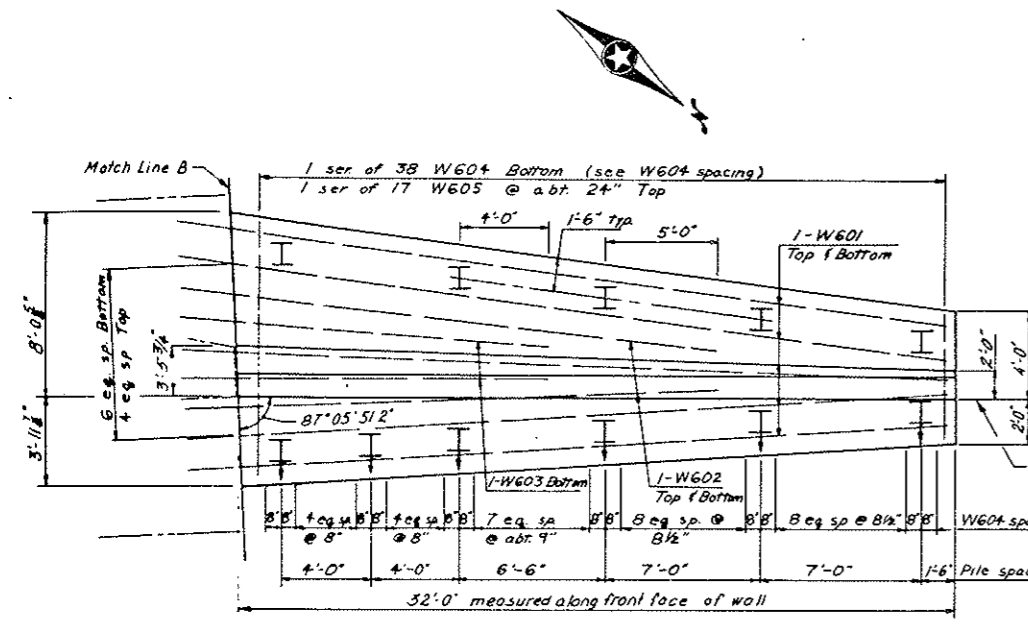 N
Match Line B
1 ser. of 38 W604 Bottom (see W604 spacing)
1 ser of 17 W605 @ abt. 24" Top
4'-0"
1'-6" typ.
5'-0"
1-W601
Top & Bottom
8'-0 5/8"
6 eq. sp. Bottom
4 eq sp Top
3'-5 3/4"
2'-0"
4'-0"
2'-0"
3'-11 7/8"
87°05'51.2"
1-W603 Bottom
1-W602
Top & Bottom
8" 8" 4 eq sp @ 8" 8" 8" 4 eq sp @ 8" 8" 8" 7 eq. sp @ abt. 9" 8" 8" 8 eq sp. @ 8½" 8" 8" 8 eq sp @ 8½" 8" 8" W604 spa
4'-0" 4'-0" 6'-6" 7'-0" 7'-0" 1'-6" Pile spac
32'-0" measured along front face of wall